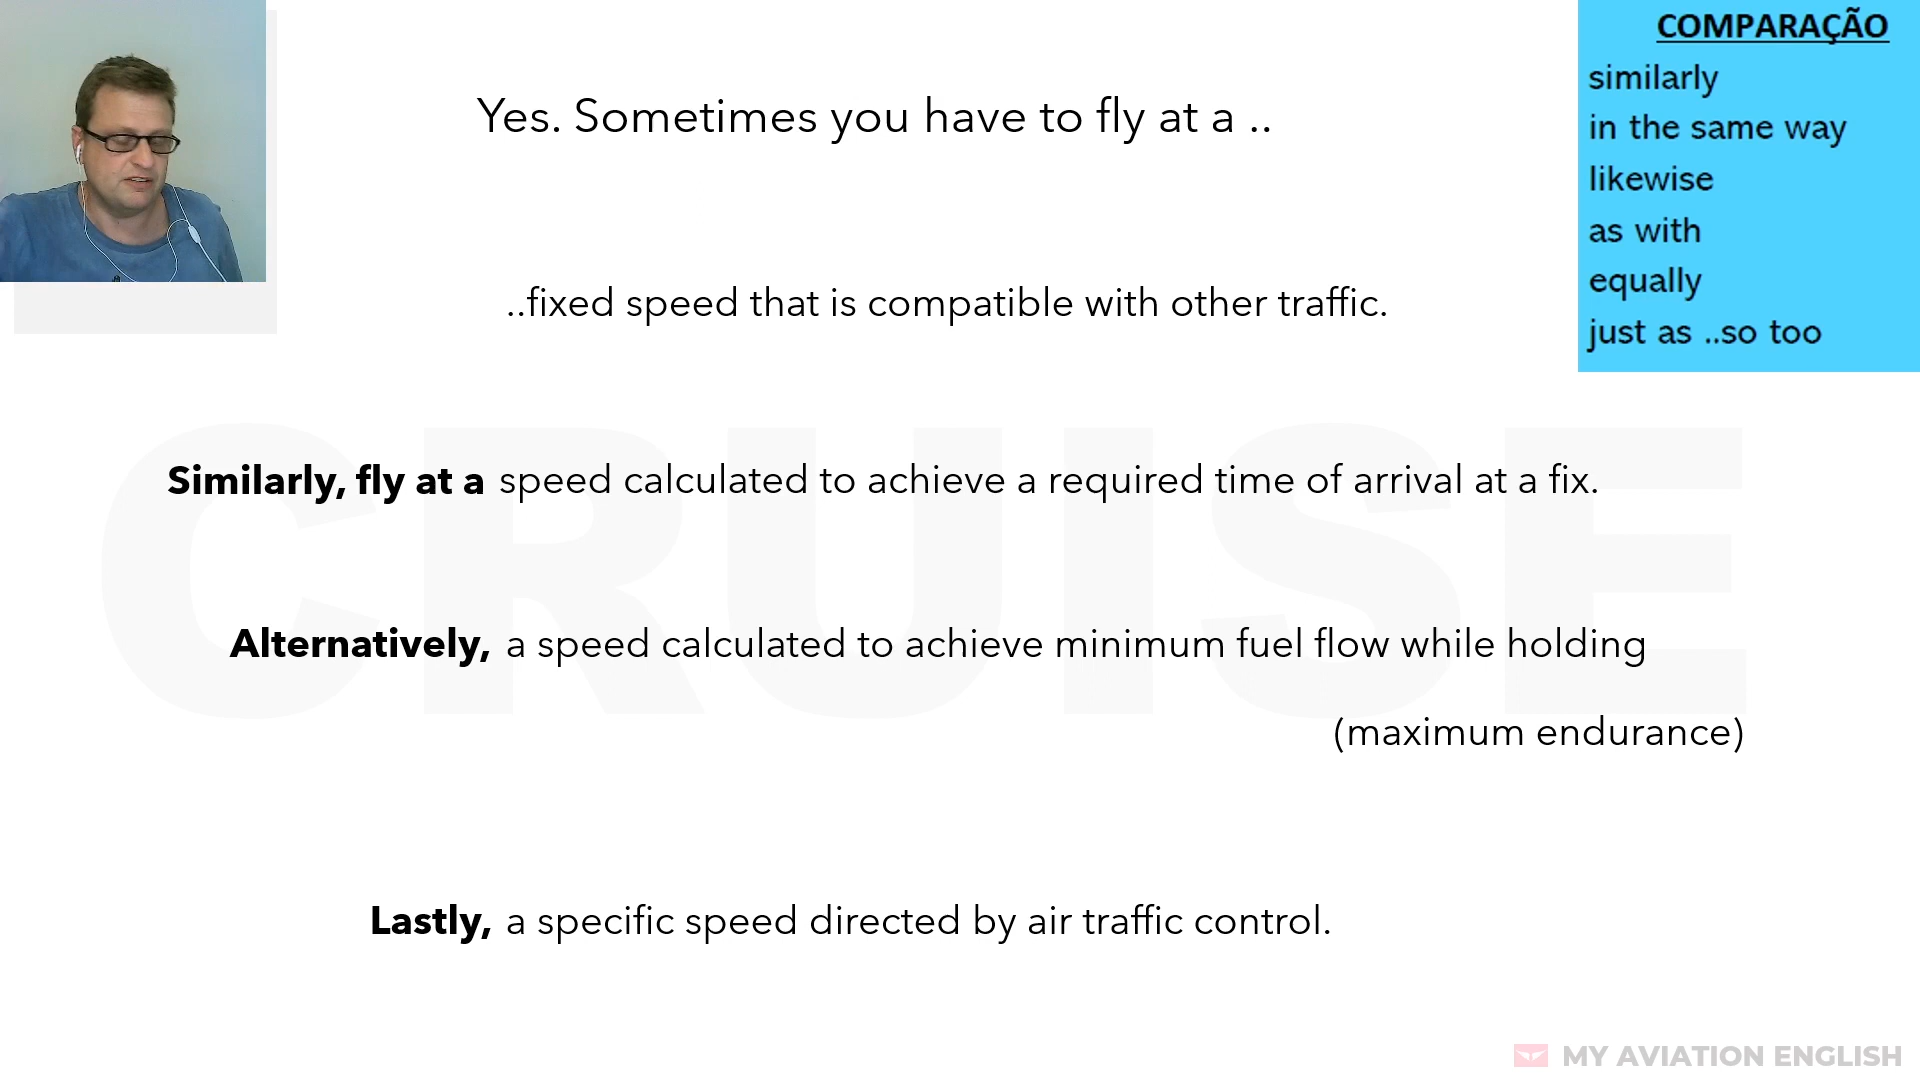 Yes. Sometimes you have to fly at a ..
..fixed speed that is compatible with other traffic.
Similarly, fly at a speed calculated to achieve a required time of arrival at a fix.
Alternatively, a speed calculated to achieve minimum fuel flow while holding
(maximum endurance)
Lastly, a specific speed directed by air traffic control.
COMPARAÇÃO
similarly
in the same way
likewise
as with
equally
just as ..so too
CRUISE
MY AVIATION ENGLISH